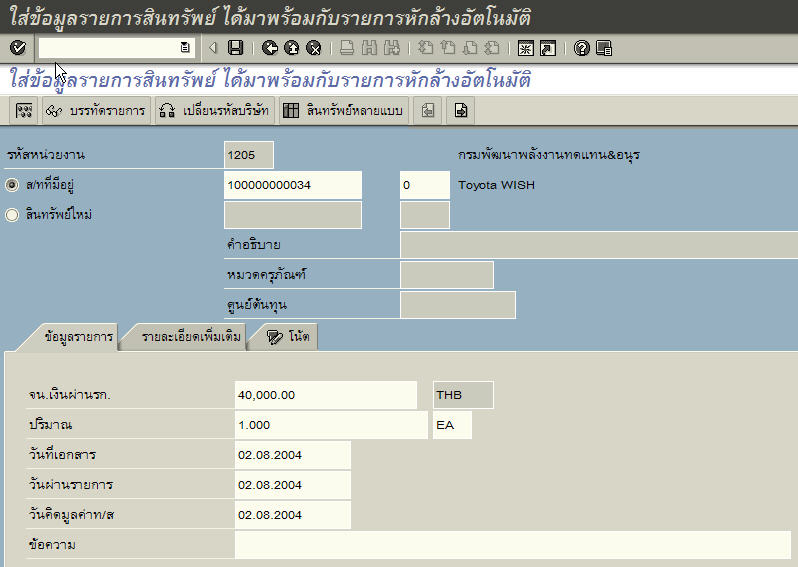 ใส่ข้อมูลรายการสินทรัพย์ ได้มาพร้อมกับรายการหักล้างอัตโนมัติ
ใส่ข้อมูลรายการสินทรัพย์ ได้มาพร้อมกับรายการหักล้างอัตโนมัติ
บรรทัดรายการ เปลี่ยนรหัสบริษัท สินทรัพย์หลายแบบ
รหัสหน่วยงาน 1205 กรมพัฒนาพลังงานทดแทน&อนุร
ส/ทที่มีอยู่ 100000000034 0 Toyota WISH
สินทรัพย์ใหม่
คำอธิบาย
หมวดครุภัณฑ์
ศูนย์ต้นทุน
ข้อมูลรายการ รายละเอียดเพิ่มเติม โน้ต
จน.เงินผ่านรก. 40,000.00 THB
ปริมาณ 1.000 EA
วันที่เอกสาร 02.08.2004
วันผ่านรายการ 02.08.2004
วันคิดมูลค่าท/ส 02.08.2004
ข้อความ